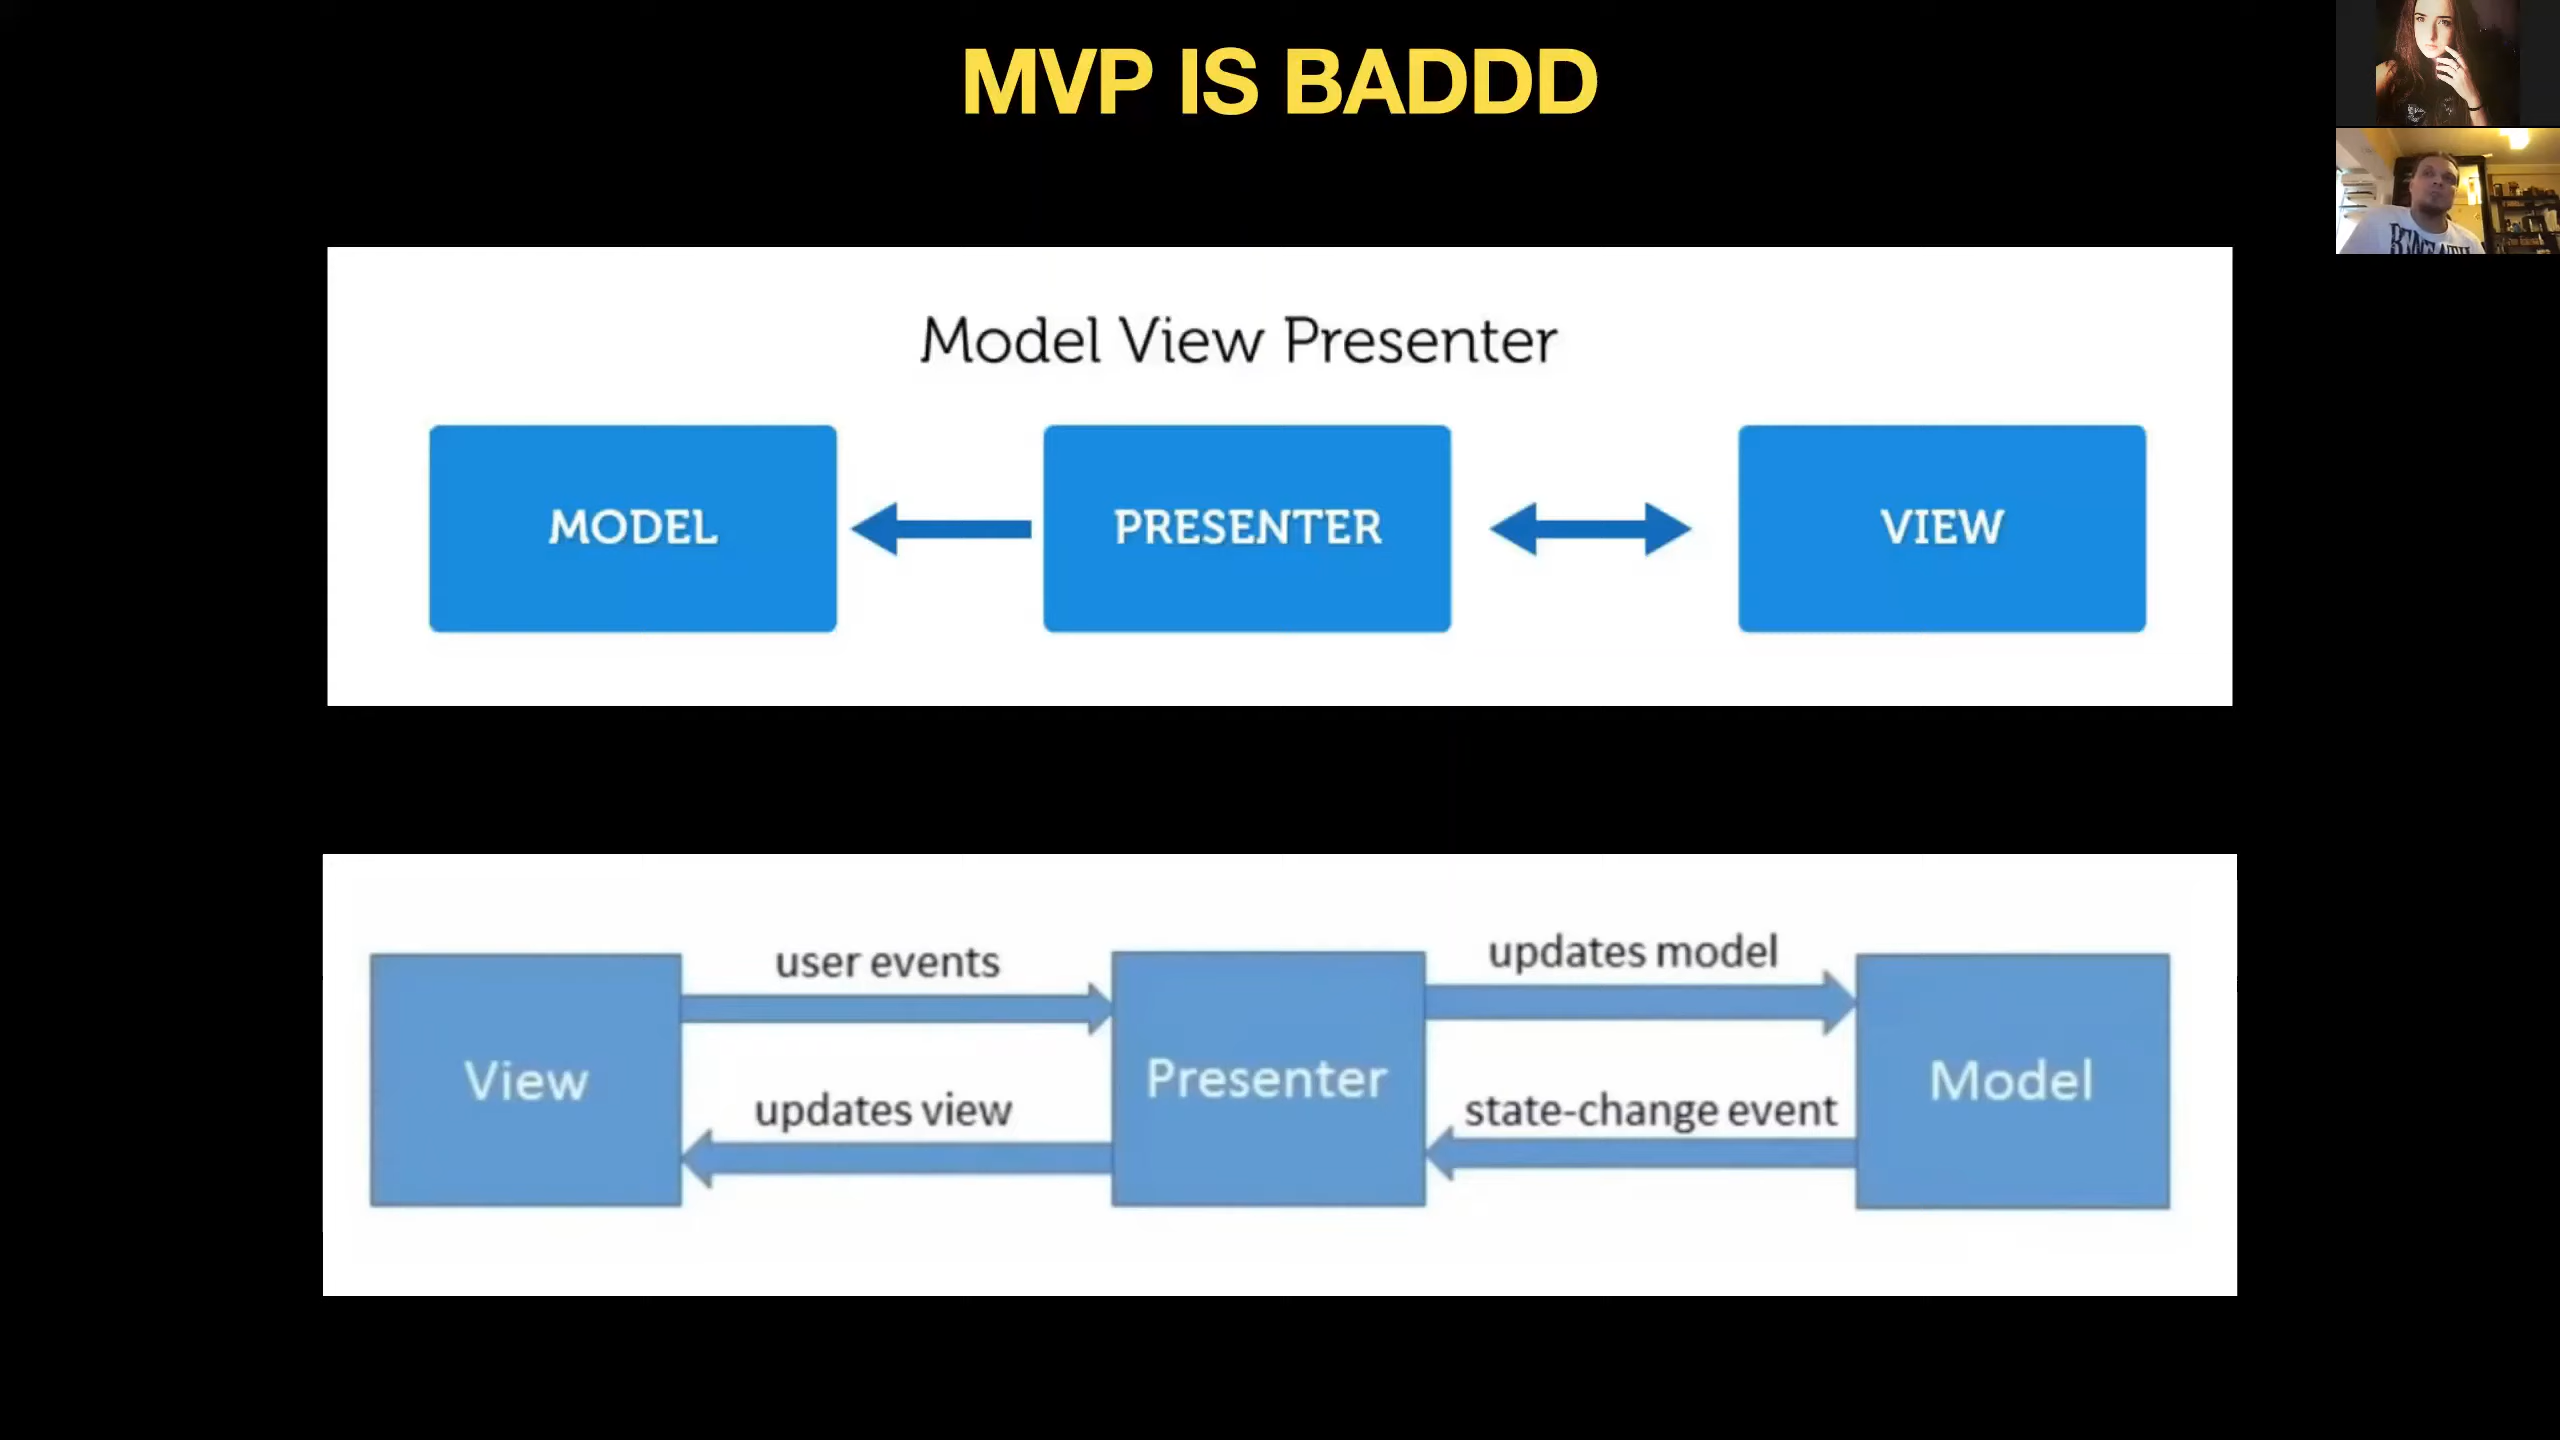 MVP IS BADDD
Model View Presenter
MODEL
PRESENTER
VIEW
user events
updates model
View
Presenter
Model
updates view
state-change event